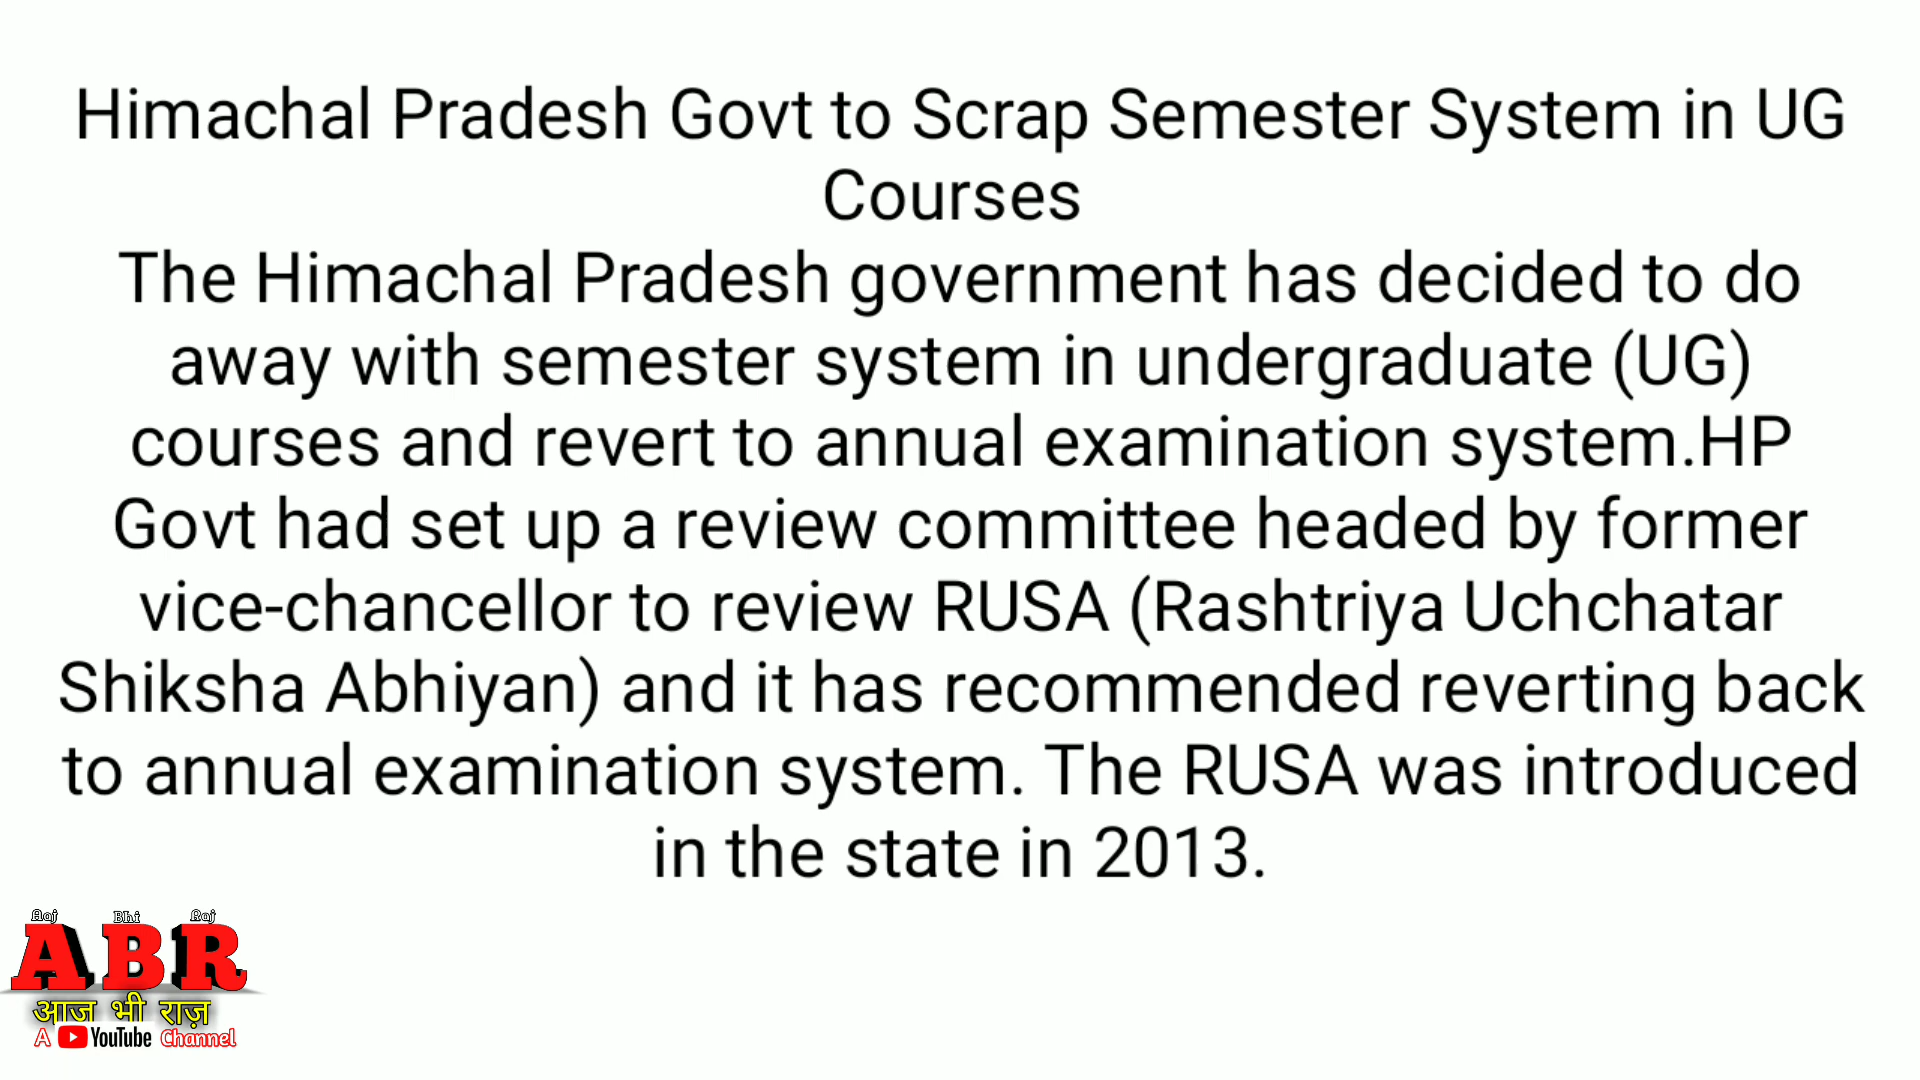 Himachal Pradesh Govt to Scrap Semester System in UG
Courses
The Himachal Pradesh government has decided to do
away with semester system in undergraduate (UG)
courses and revert to annual examination system.HP
Govt had set up a review committee headed by former
vice-chancellor to review RUSA (Rashtriya Uchchatar
Shiksha Abhiyan) and it has recommended reverting back
to annual examination system. The RUSA was introduced
in the state in 2013.
Aaj Bhi Raj
ABR
आज भी राज़
A YouTube Channel